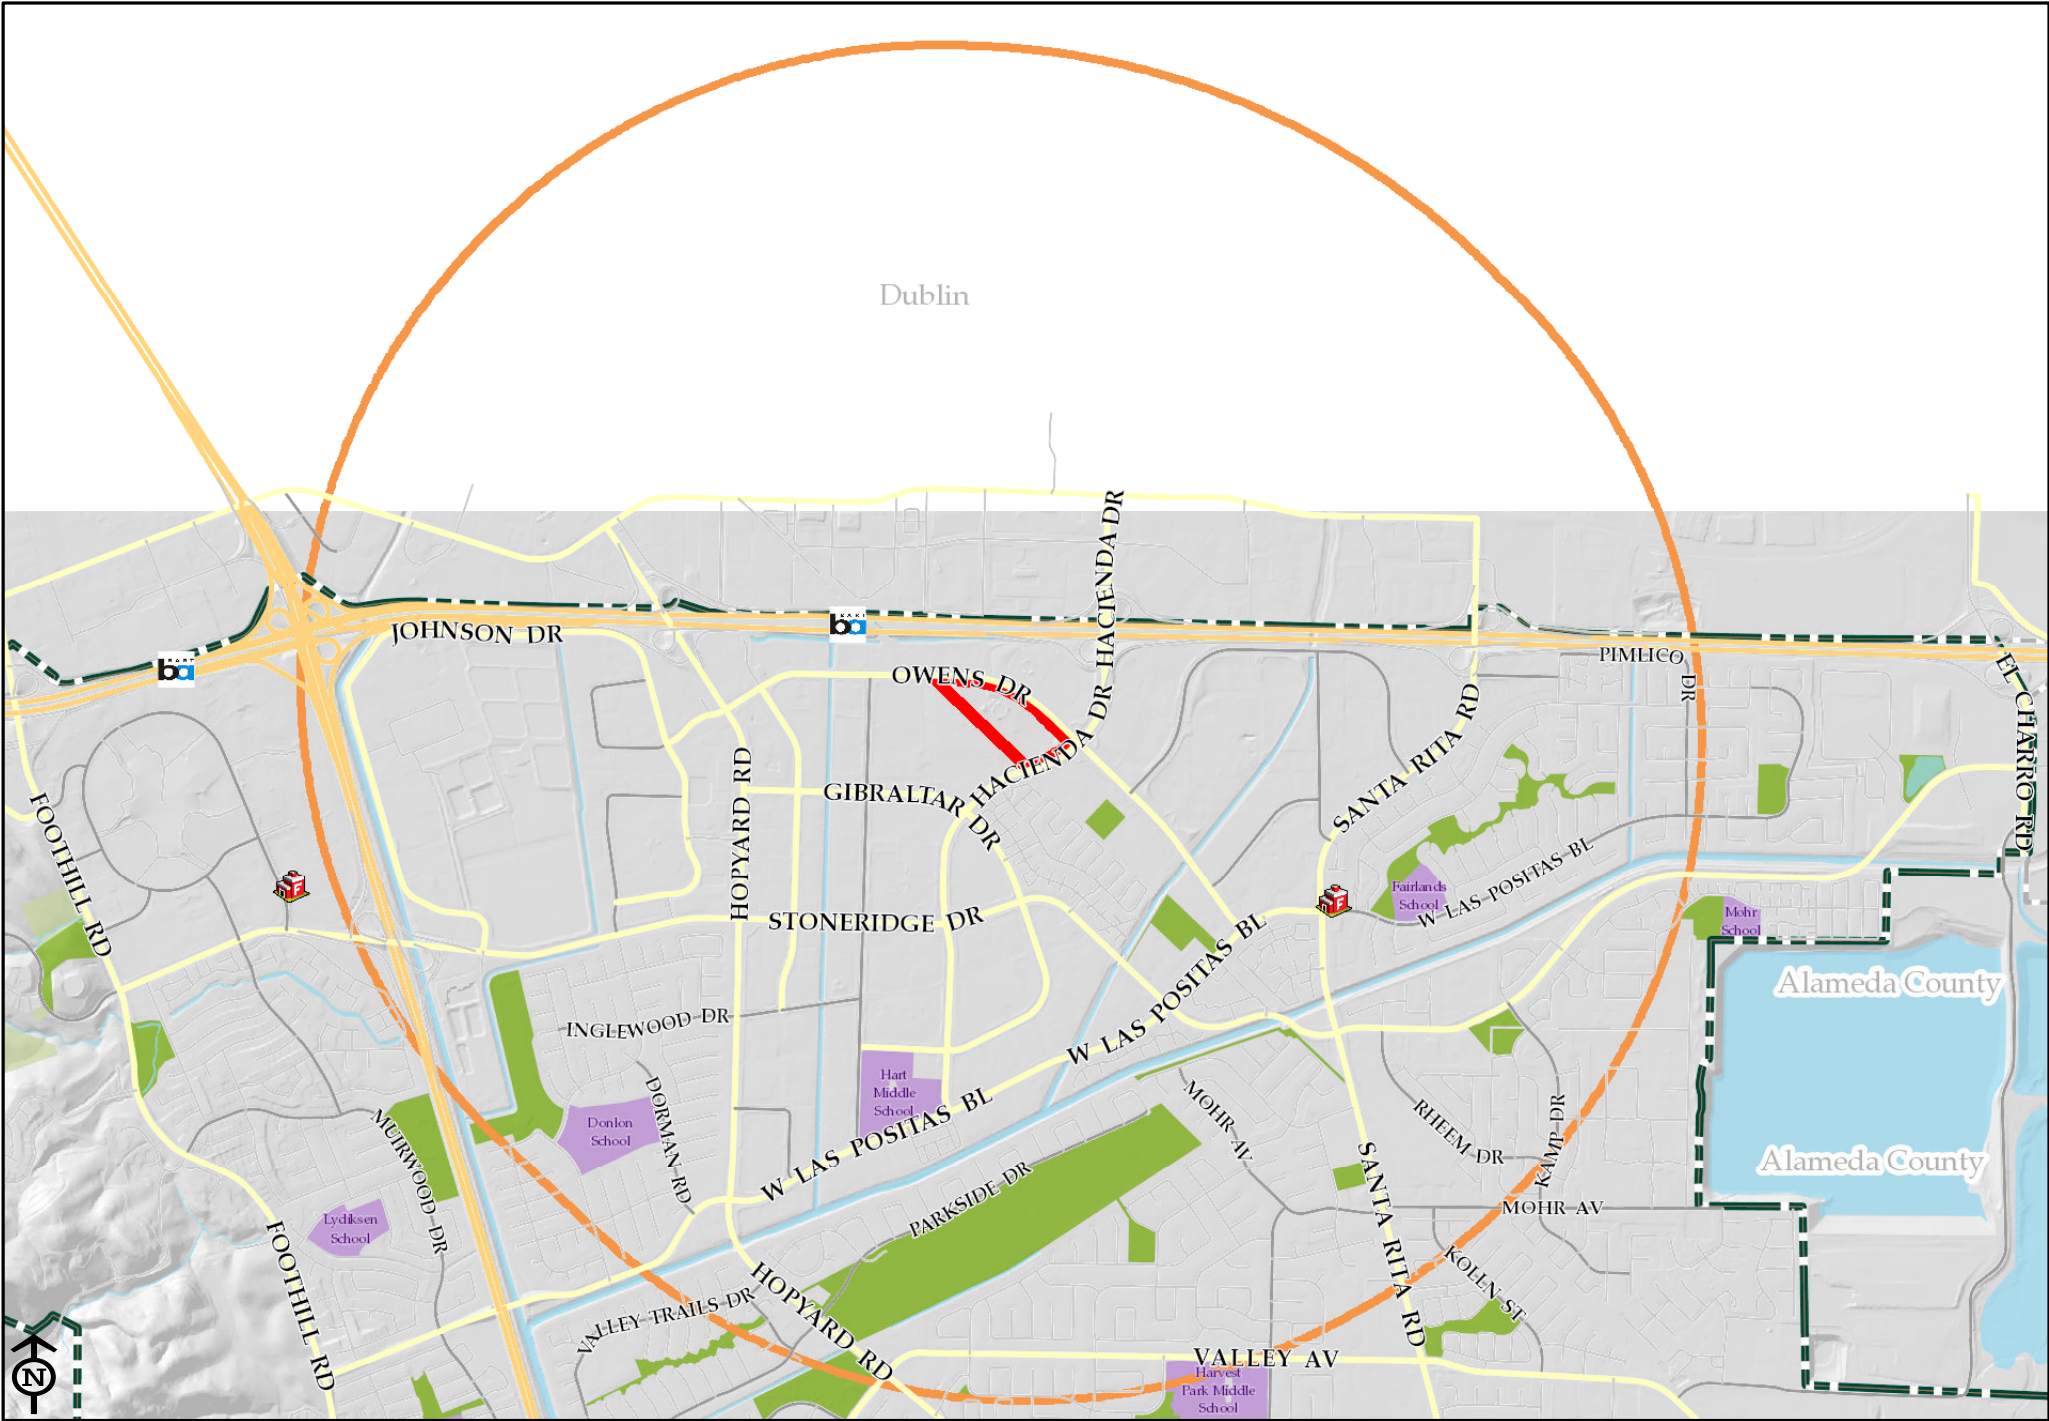 Dublin
HACIENDA DR
BART
ba
JOHNSON DR
BART
ba
PIMLICO
DR
OWENS DR
HACIENDA DR
EL CHARRO RD
SANTA RITA RD
HOPYARD RD
GIBRALTAR DR
FOOTHILL RD
F
F
Fairlands
School
W LAS POSITAS BL
STONERIDGE DR
W LAS POSITAS BL
Mohr
School
Alameda County
INGLEWOOD DR
Hart
Middle
School
DORMAN RD
Donlon
School
MUIRWOOD DR
W LAS POSITAS BL
MOHR AV
RHEEM DR
KAMP DR
Alameda County
PARKSIDE DR
SANTA RITA RD
MOHR AV
Lydiksen
School
FOOTHILL RD
KOLLN ST
HOPYARD RD
VALLEY TRAILS DR
VALLEY AV
Harvest
Park Middle
School
N